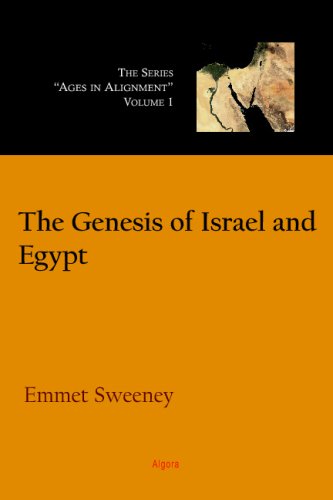 The Series
“Ages in Alignment”
Volume 1
The Genesis of Israel and
Egypt
Emmet Sweeney
Algora